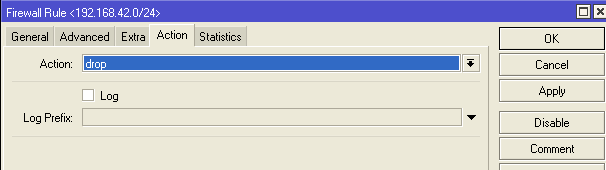 Firewall Rule <192.168.42.0/24>
General Advanced Extra Action Statistics
OK
Action: drop
Cancel
Log
Apply
Log Prefix:
Disable
Comment